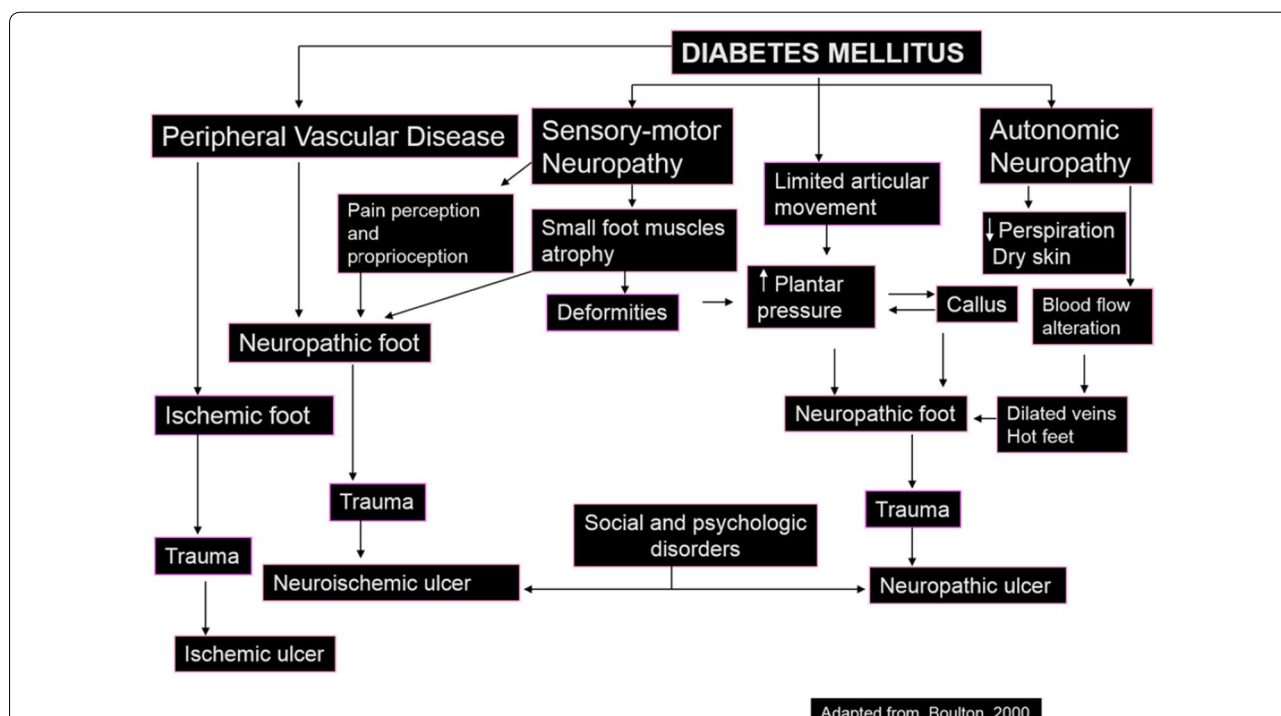 DIABETES MELLITUS
Peripheral Vascular Disease
Sensory-motor
Neuropathy
Autonomic
Neuropathy
Limited articular
movement
Pain perception
and
proprioception
Small foot muscles
atrophy
↓ Perspiration
Dry skin
↑ Plantar
pressure
Deformities
Callus
Blood flow
alteration
Neuropathic foot
Ischemic foot
Neuropathic foot
Dilated veins
Hot feet
Trauma
Trauma
Social and psychologic
disorders
Trauma
Neuroischemic ulcer
Neuropathic ulcer
Ischemic ulcer
Adapted from Boulton, 2000